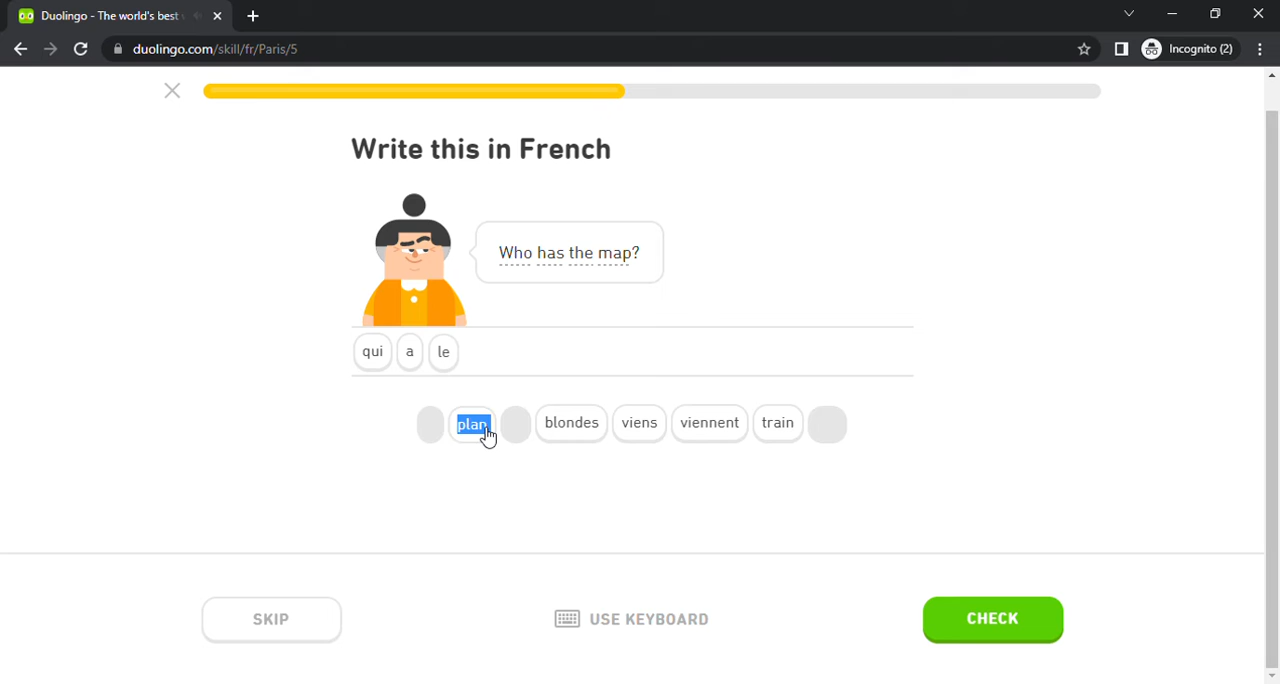 Duolingo - The world's best
duolingo.com/skill/fr/Paris/5
Incognito (2)
Write this in French
Who has the map?
qui a le
plan blondes viens viennent train
SKIP USE KEYBOARD CHECK